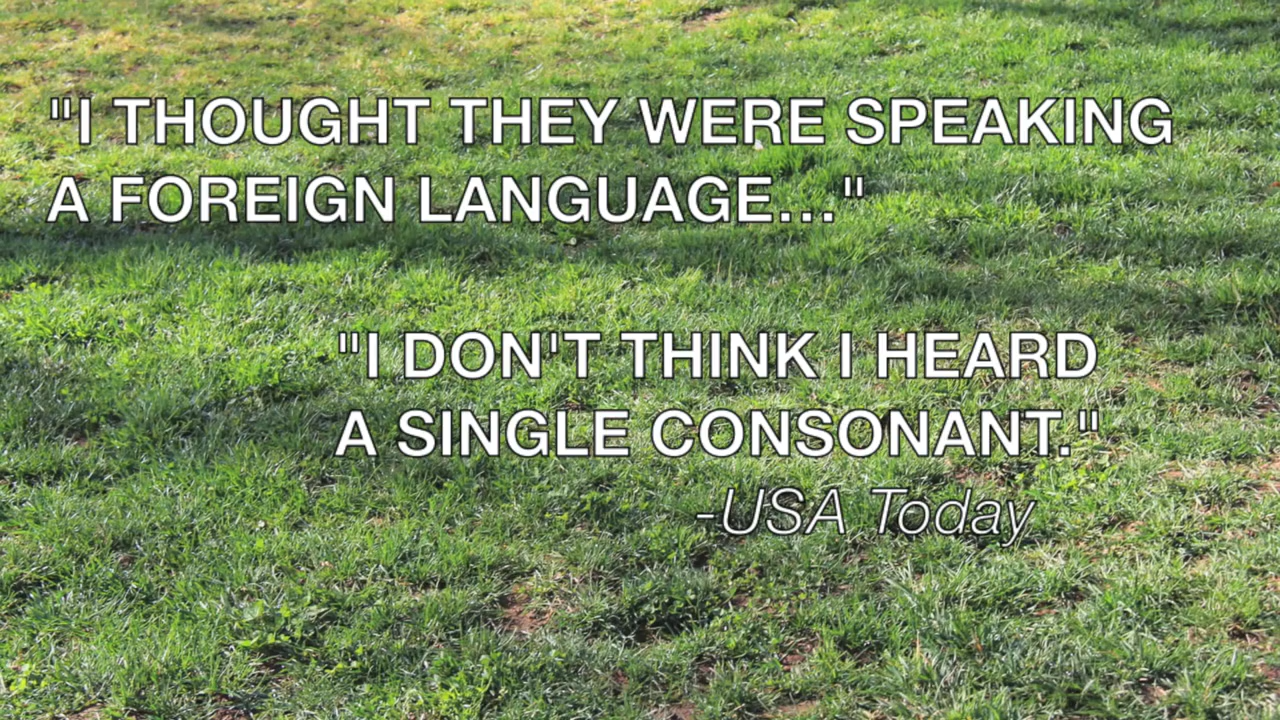 "I THOUGHT THEY WERE SPEAKING
A FOREIGN LANGUAGE..."
"I DON'T THINK I HEARD
A SINGLE CONSONANT."
-USA Today